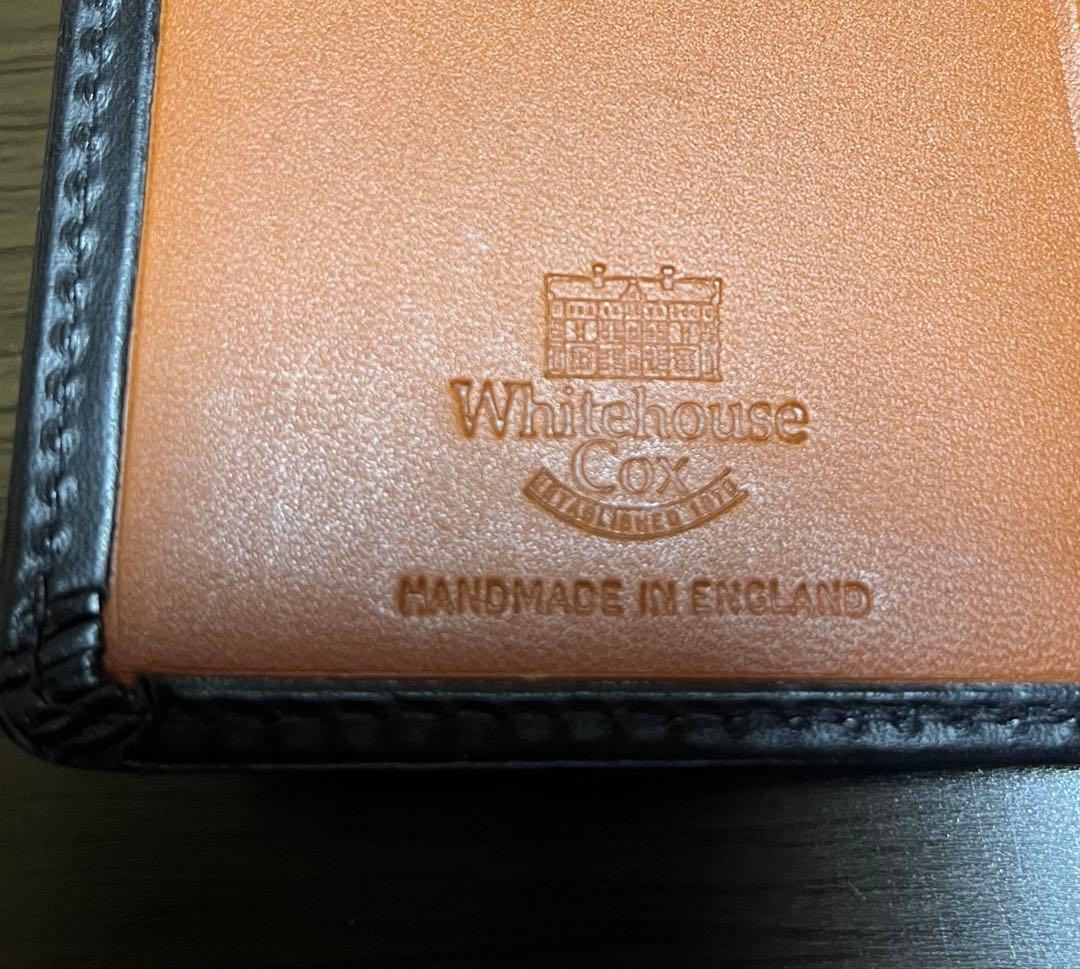 Whitehouse
Cox
ESTABLISHED 1875
HANDMADE IN ENGLAND